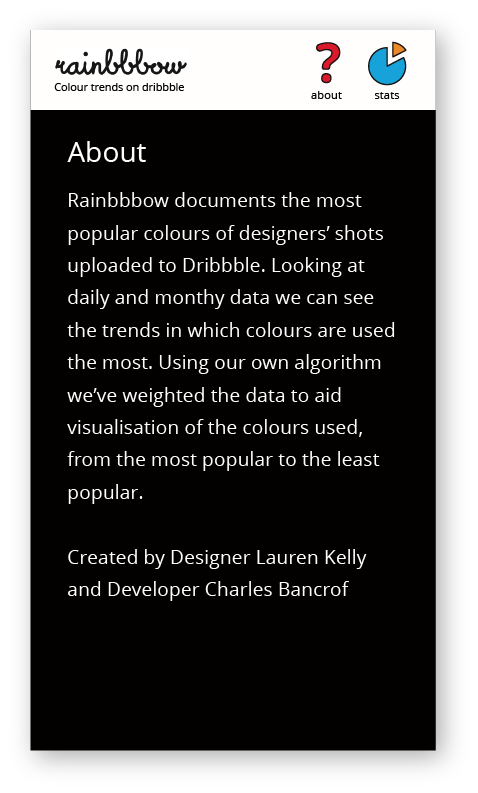 rainbbbow
Colour trends on dribbble
?
about
stats
About
Rainbbbow documents the most
popular colours of designers’ shots
uploaded to Dribbble. Looking at
daily and monthy data we can see
the trends in which colours are used
the most. Using our own algorithm
we’ve weighted the data to aid
visualisation of the colours used,
from the most popular to the least
popular.
Created by Designer Lauren Kelly
and Developer Charles Bancrof